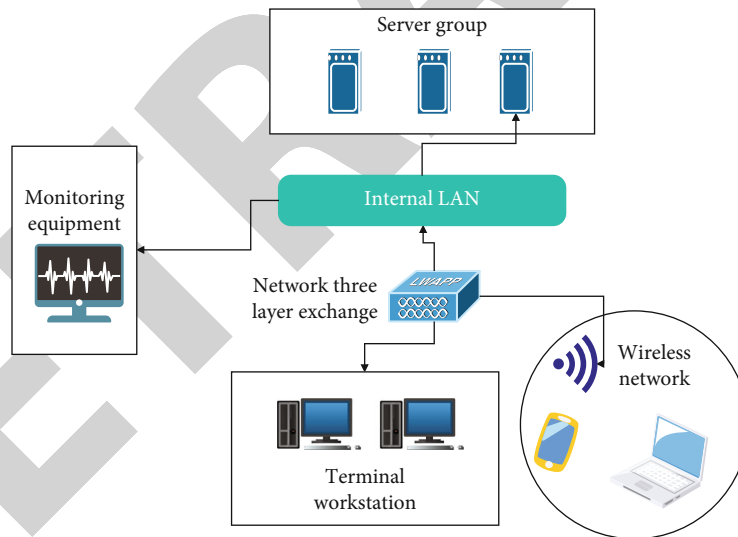 Server group
Monitoring
equipment
Internal LAN
LWAPP
Network three
layer exchange
Wireless
network
Terminal
workstation